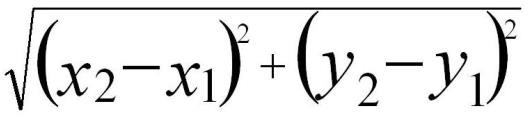 √((x₂−x₁)² + (y₂−y₁)²)